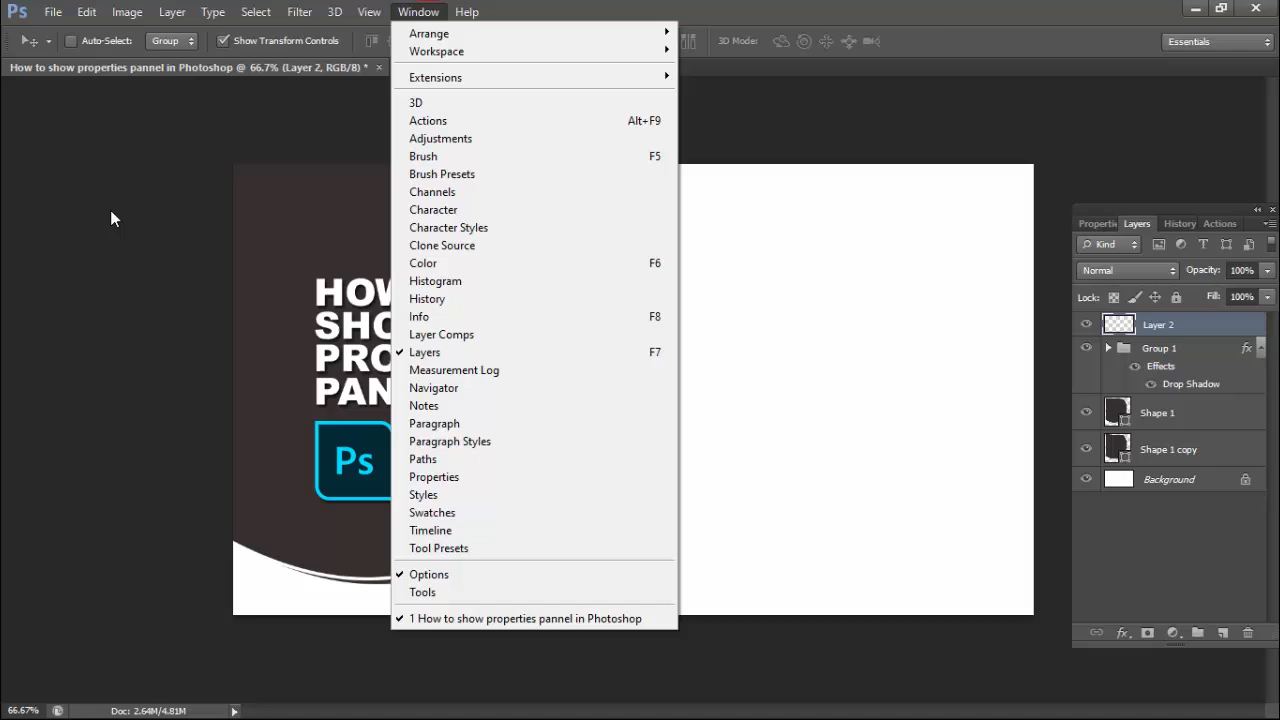 Ps File Edit Image Layer Type Select Filter 3D View Window Help
Auto-Select: Group Show Transform Controls 3D Mode: Essentials
How to show properties pannel in Photoshop @ 66.7% (Layer 2, RGB/8) * ×
Arrange
Workspace
Extensions
3D
Actions Alt+F9
Adjustments
Brush F5
Brush Presets
Channels
Character
Character Styles
Clone Source
Color F6
Histogram
History
Info F8
Layer Comps
Layers F7
Measurement Log
Navigator
Notes
Paragraph
Paragraph Styles
Paths
Properties
Styles
Swatches
Timeline
Tool Presets
Options
Tools
1 How to show properties pannel in Photoshop
HOW
SHO
PRO
PAN
Ps
Properti Layers History Actions
Kind
Normal Opacity: 100%
Lock: Fill: 100%
Layer 2
Group 1 fx
Effects
Drop Shadow
Shape 1
Shape 1 copy
Background
fx
66.67% Doc: 2.64M/4.81M